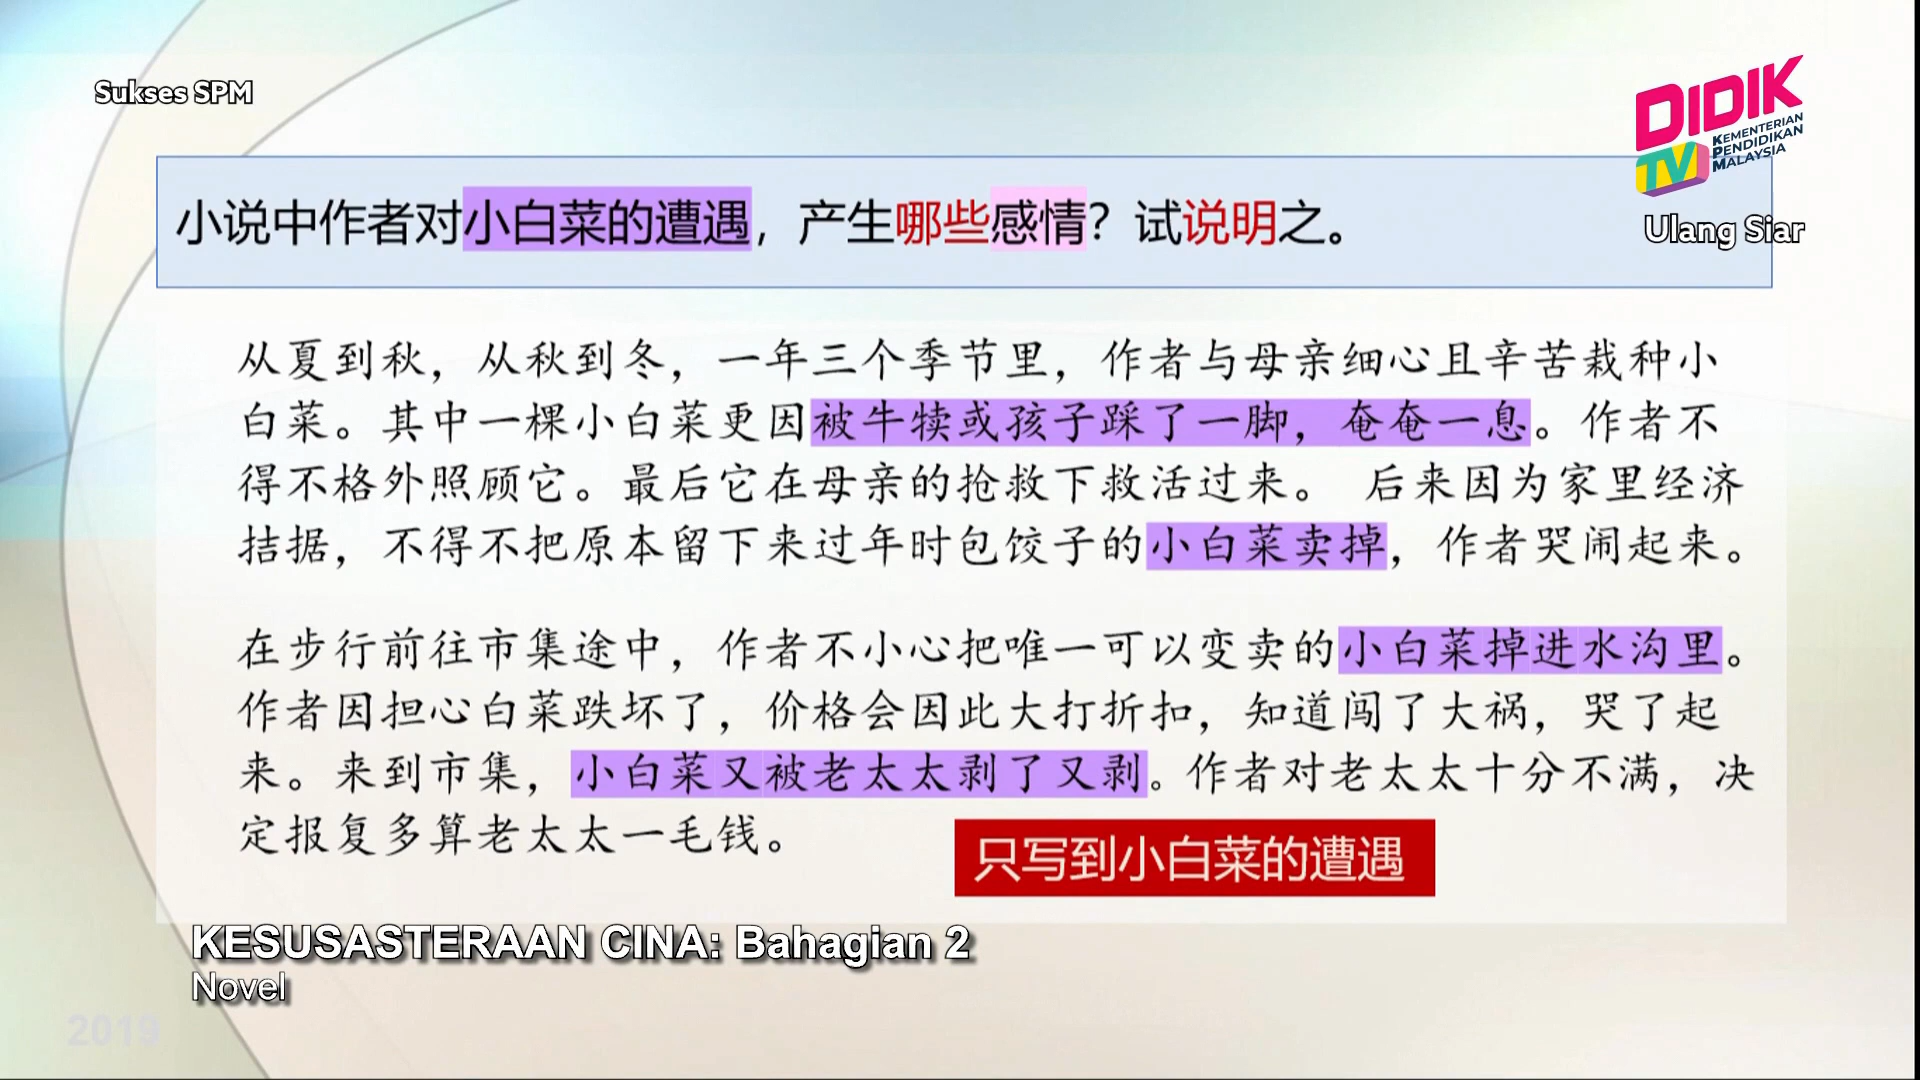 Sukses SPM
DIDIK
TV
KEMENTERIAN
PENDIDIKAN
MALAYSIA
Ulang Siar
小说中作者对小白菜的遭遇，产生哪些感情？试说明之。
从夏到秋，从秋到冬，一年三个季节里，作者与母亲细心且辛苦栽种小
白菜。其中一棵小白菜更因被牛犊或孩子踩了一脚，奄奄一息。作者不
得不格外照顾它。最后它在母亲的抢救下救活过来。 后来因为家里经济
拮据，不得不把原本留下来过年时包饺子的小白菜卖掉，作者哭闹起来。
在步行前往市集途中，作者不小心把唯一可以变卖的小白菜掉进水沟里。
作者因担心白菜跌坏了，价格会因此大打折扣，知道闯了大祸，哭了起
来。来到市集，小白菜又被老太太剥了又剥。作者对老太太十分不满，决
定报复多算老太太一毛钱。
只写到小白菜的遭遇
KESUSASTERAAN CINA: Bahagian 2
Novel
2019